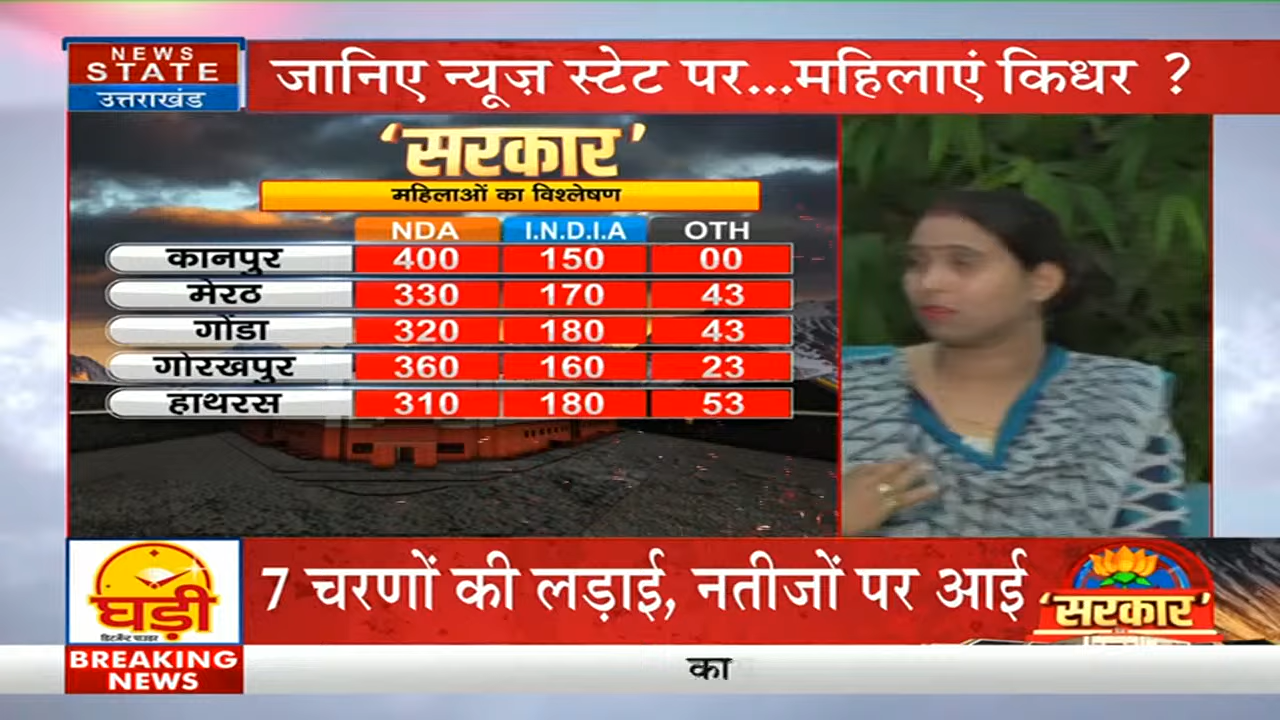 NEWS
STATE
उत्तराखंड
जानिए न्यूज़ स्टेट पर...महिलाएं किधर ?
'सरकार'
महिलाओं का विश्लेषण
NDA I.N.D.I.A OTH
कानपुर 400 150 00
मेरठ 330 170 43
गोंडा 320 180 43
गोरखपुर 360 160 23
हाथरस 310 180 53
घड़ी
डिटर्जेन्ट पाउडर
7 चरणों की लड़ाई, नतीजों पर आई
'सरकार'
BREAKING
NEWS
का